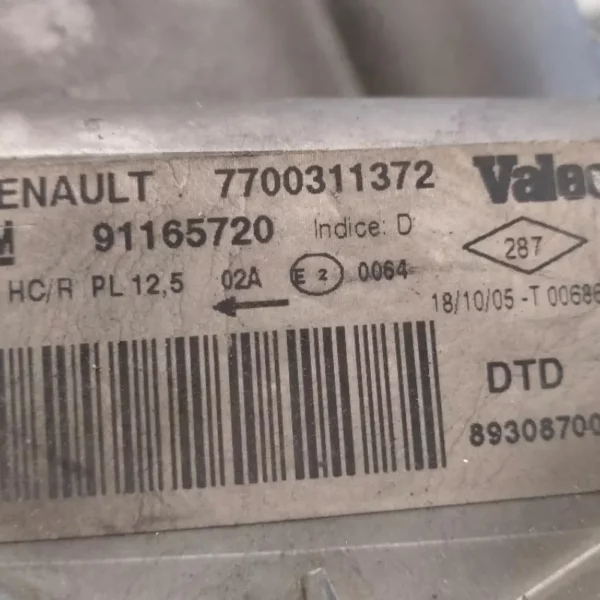 ENAULT 7700311372 Valeo
M 91165720 Indice: D 287
HC/R PL 12,5 02A E 2 0064
18/10/05 - T 00686
DTD
89308700